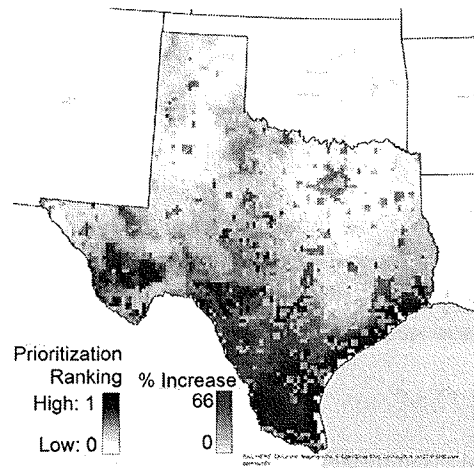 Prioritization
Ranking
High: 1
Low: 0
% Increase
66
0